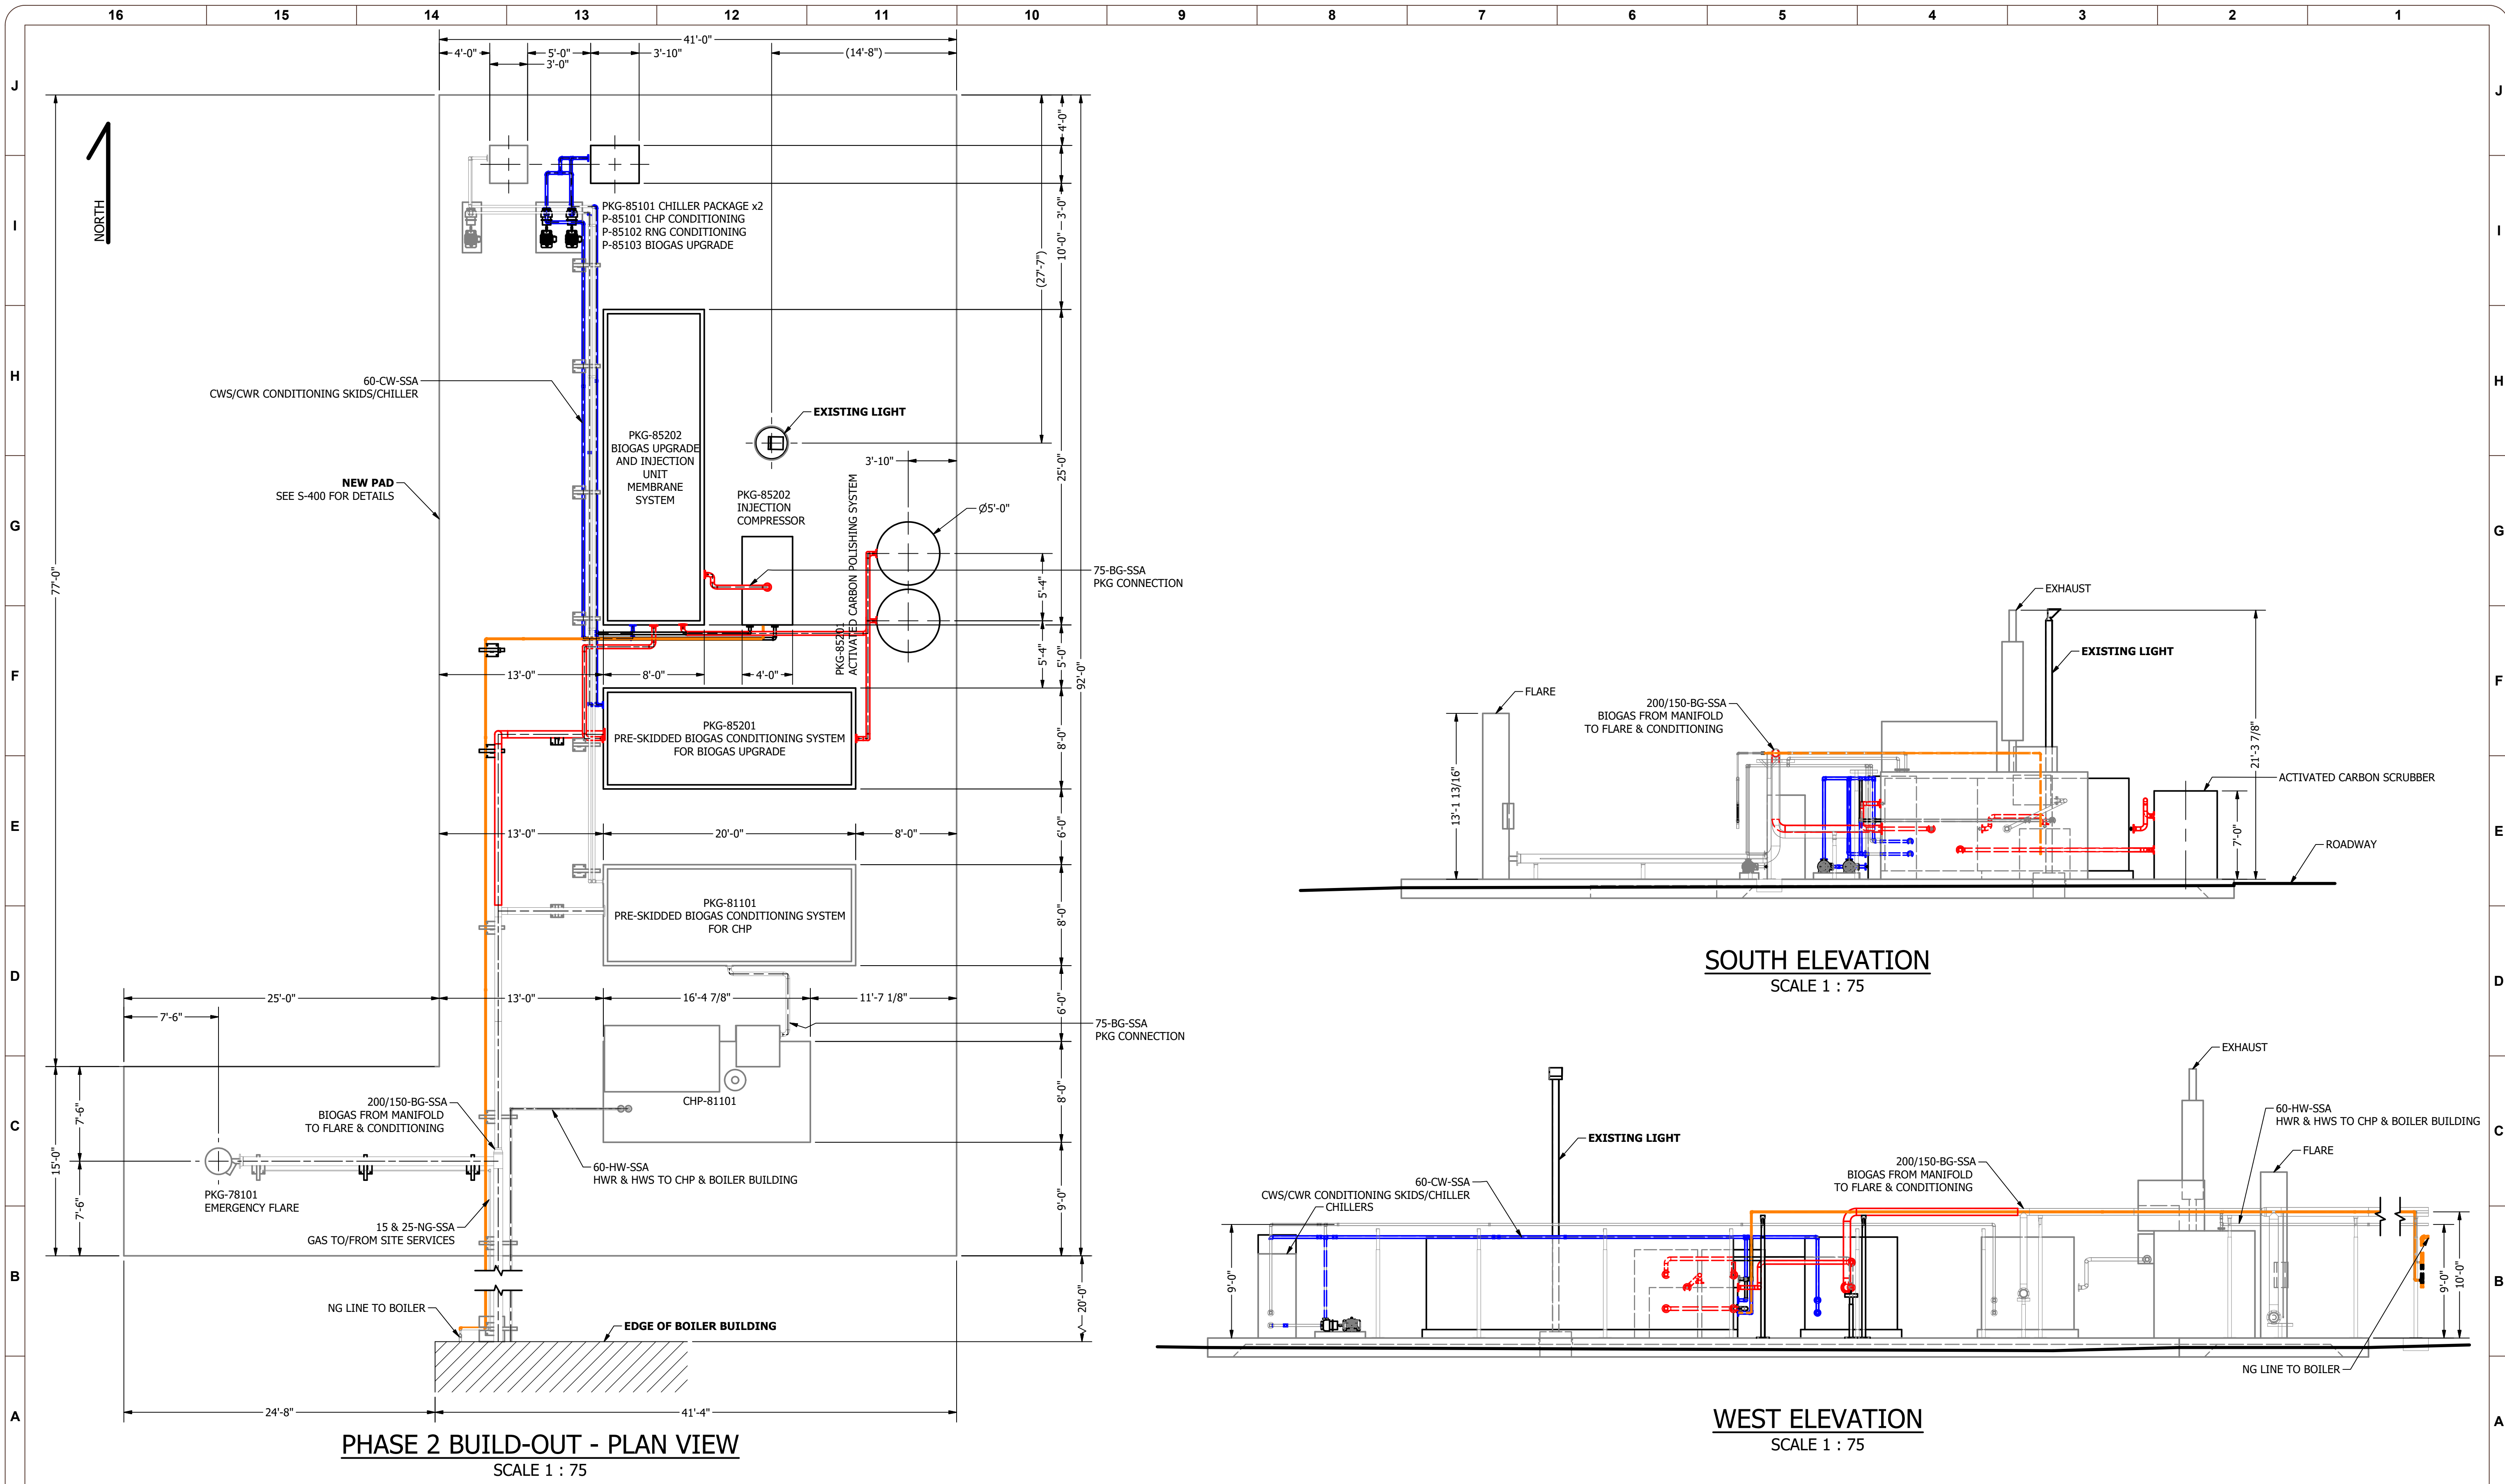 16 15 14 13 12 11 10 9 8 7 6 5 4 3 2 1
J
I
H
G
F
E
D
C
B
A
J
I
H
G
F
E
D
C
B
A
NORTH
41'-0"
4'-0"
5'-0"
3'-10"
(14'-8")
3'-0"
4'-0"
3'-0"
10'-0"
(27'-7")
PKG-85101 CHILLER PACKAGE x2
P-85101 CHP CONDITIONING
P-85102 RNG CONDITIONING
P-85103 BIOGAS UPGRADE
60-CW-SSA
CWS/CWR CONDITIONING SKIDS/CHILLER
EXISTING LIGHT
PKG-85202
BIOGAS UPGRADE
AND INJECTION
UNIT
MEMBRANE
SYSTEM
3'-10"
25'-0"
NEW PAD
SEE S-400 FOR DETAILS
PKG-85202
INJECTION
COMPRESSOR
PKG-85201
ACTIVATED CARBON POLISHING SYSTEM
Ø5'-0"
75-BG-SSA
PKG CONNECTION
77'-0"
5'-4"
5'-4"
5'-0"
92'-0"
13'-0"
8'-0"
4'-0"
PKG-85201
PRE-SKIDDED BIOGAS CONDITIONING SYSTEM
FOR BIOGAS UPGRADE
8'-0"
13'-0"
20'-0"
8'-0"
6'-0"
PKG-81101
PRE-SKIDDED BIOGAS CONDITIONING SYSTEM
FOR CHP
8'-0"
25'-0"
13'-0"
16'-4 7/8"
11'-7 1/8"
6'-0"
7'-6"
75-BG-SSA
PKG CONNECTION
CHP-81101
8'-0"
15'-0"
7'-6"
7'-6"
200/150-BG-SSA
BIOGAS FROM MANIFOLD
TO FLARE & CONDITIONING
60-HW-SSA
HWR & HWS TO CHP & BOILER BUILDING
PKG-78101
EMERGENCY FLARE
9'-0"
15 & 25-NG-SSA
GAS TO/FROM SITE SERVICES
NG LINE TO BOILER
EDGE OF BOILER BUILDING
20'-0"
24'-8"
41'-4"
PHASE 2 BUILD-OUT - PLAN VIEW
SCALE 1 : 75
EXHAUST
EXISTING LIGHT
FLARE
200/150-BG-SSA
BIOGAS FROM MANIFOLD
TO FLARE & CONDITIONING
13'-1 13/16"
21'-3 7/8"
ACTIVATED CARBON SCRUBBER
7'-0"
ROADWAY
SOUTH ELEVATION
SCALE 1 : 75
EXHAUST
60-HW-SSA
HWR & HWS TO CHP & BOILER BUILDING
FLARE
EXISTING LIGHT
200/150-BG-SSA
BIOGAS FROM MANIFOLD
TO FLARE & CONDITIONING
60-CW-SSA
CWS/CWR CONDITIONING SKIDS/CHILLER
CHILLERS
9'-0"
9'-0"
10'-0"
NG LINE TO BOILER
WEST ELEVATION
SCALE 1 : 75